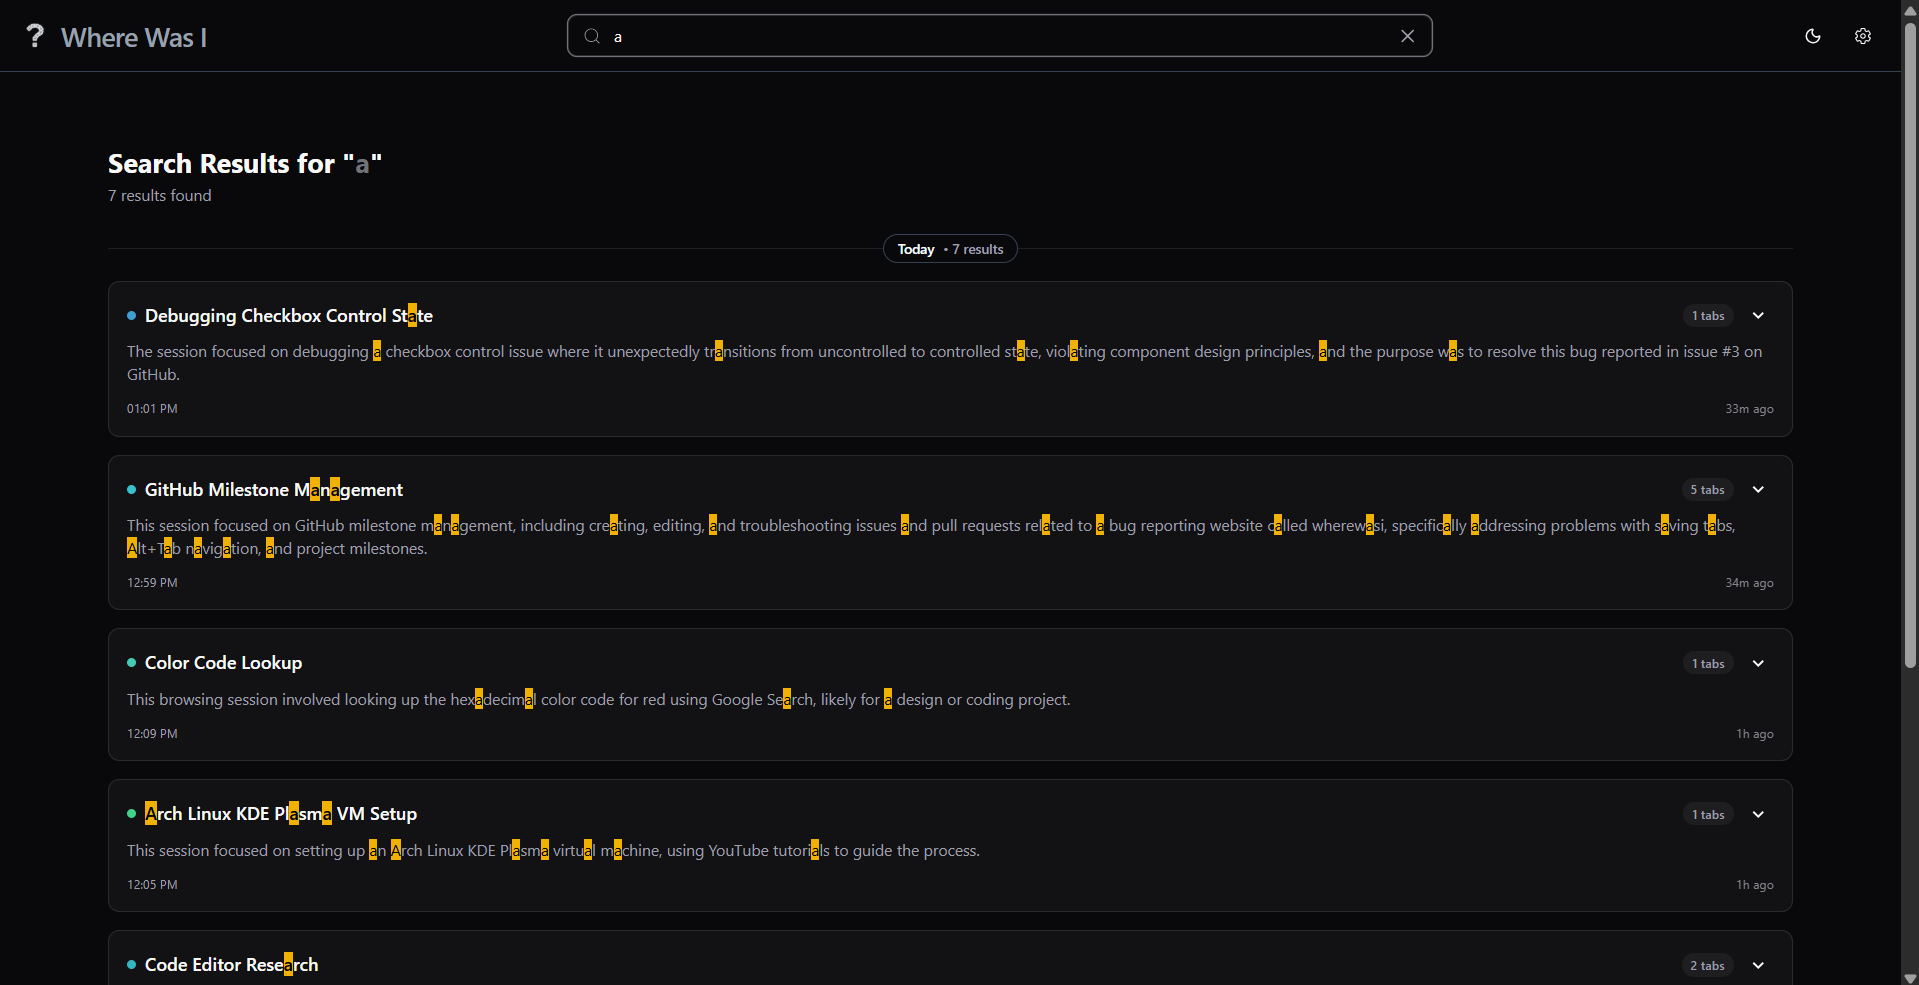 ? Where Was I
a
Search Results for "a"
7 results found
Today • 7 results
Debugging Checkbox Control State
1 tabs
The session focused on debugging a checkbox control issue where it unexpectedly transitions from uncontrolled to controlled state, violating component design principles, and the purpose was to resolve this bug reported in issue #3 on
GitHub.
01:01 PM
33m ago
GitHub Milestone Management
5 tabs
This session focused on GitHub milestone management, including creating, editing, and troubleshooting issues and pull requests related to a bug reporting website called wherewasi, specifically addressing problems with saving tabs,
Alt+Tab navigation, and project milestones.
12:59 PM
34m ago
Color Code Lookup
1 tabs
This browsing session involved looking up the hexadecimal color code for red using Google Search, likely for a design or coding project.
12:09 PM
1h ago
Arch Linux KDE Plasma VM Setup
1 tabs
This session focused on setting up an Arch Linux KDE Plasma virtual machine, using YouTube tutorials to guide the process.
12:05 PM
1h ago
Code Editor Research
2 tabs